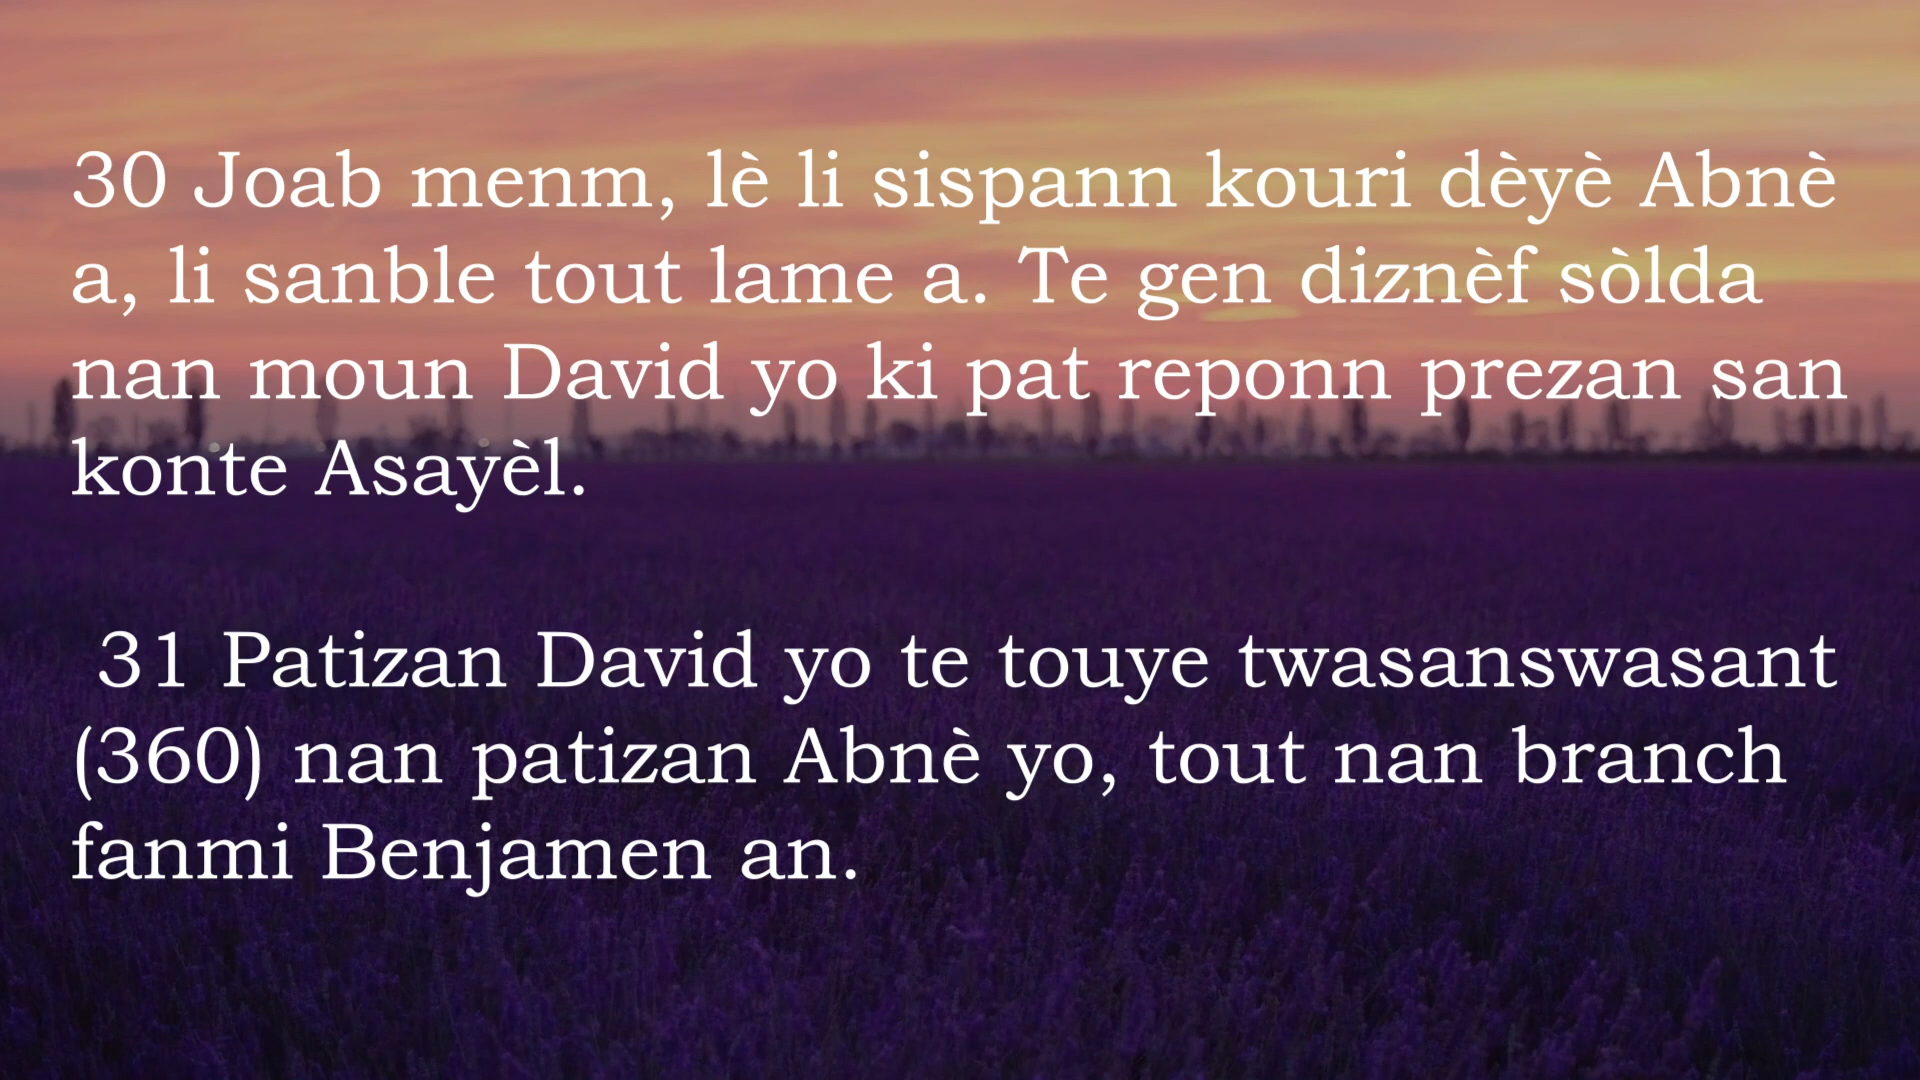 30 Joab menm, lè li sispann kouri dèyè Abnè
a, li sanble tout lame a. Te gen diznèf sòlda
nan moun David yo ki pat reponn prezan san
konte Asayèl.
31 Patizan David yo te touye twasanswasant
(360) nan patizan Abnè yo, tout nan branch
fanmi Benjamen an.